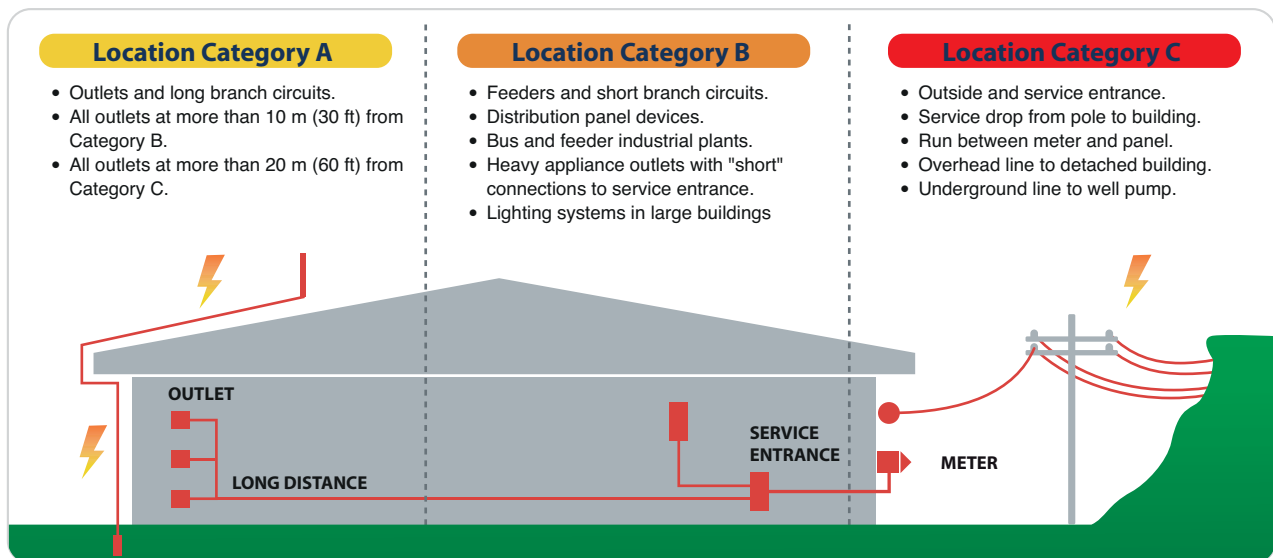 Location Category A
• Outlets and long branch circuits.
• All outlets at more than 10 m (30 ft) from
Category B.
• All outlets at more than 20 m (60 ft) from
Category C.
Location Category B
• Feeders and short branch circuits.
• Distribution panel devices.
• Bus and feeder industrial plants.
• Heavy appliance outlets with "short"
connections to service entrance.
• Lighting systems in large buildings
Location Category C
• Outside and service entrance.
• Service drop from pole to building.
• Run between meter and panel.
• Overhead line to detached building.
• Underground line to well pump.
OUTLET
LONG DISTANCE
SERVICE
ENTRANCE
METER